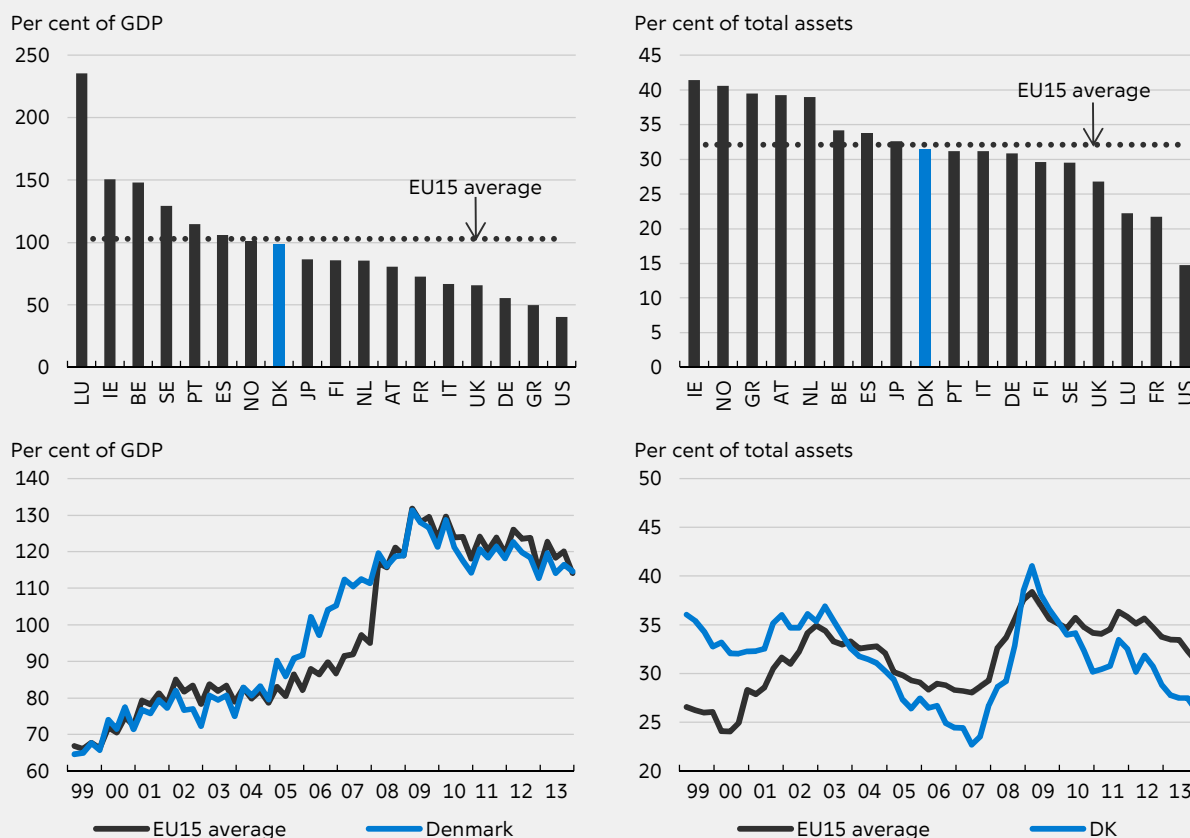 Per cent of GDP
250
200
150
100
50
0
EU15 average
LU IE BE SE PT ES NO DK JP FI NL AT FR IT UK DE GR US
Per cent of total assets
45
40
35
30
25
20
15
10
5
0
EU15 average
IE NO GR AT NL BE ES JP DK PT IT DE FI SE UK LU FR US
Per cent of GDP
140
130
120
110
100
90
80
70
60
99 00 01 02 03 04 05 06 07 08 09 10 11 12 13
EU15 average Denmark
Per cent of total assets
50
45
40
35
30
25
20
99 00 01 02 03 04 05 06 07 08 09 10 11 12 13
EU15 average DK